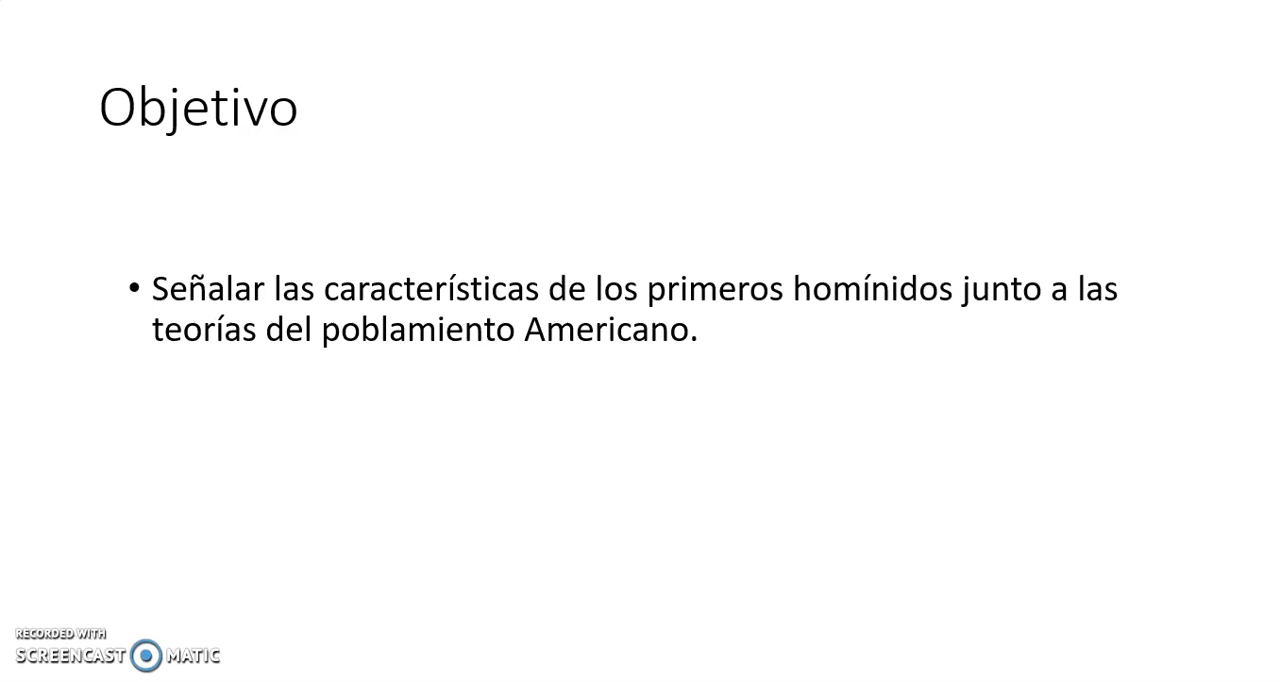 Objetivo
• Señalar las características de los primeros homínidos junto a las
teorías del poblamiento Americano.
RECORDED WITH
SCREENCAST MATIC